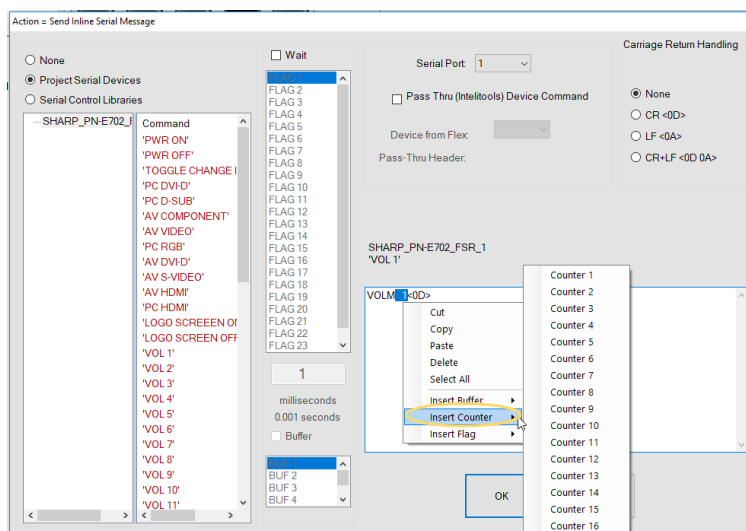 Action = Send Inline Serial Message
None
Project Serial Devices
Serial Control Libraries
SHARP_PN-E702_F
Command
'PWR ON'
'PWR OFF'
'TOGGLE CHANGE I
'PC DVI-D'
'PC D-SUB'
'AV COMPONENT'
'AV VIDEO'
'PC RGB'
'AV DVI-D'
'AV S-VIDEO'
'AV HDMI'
'PC HDMI'
'LOGO SCREEEN O
'LOGO SCREEN OFF
'VOL 1'
'VOL 2'
'VOL 3'
'VOL 4'
'VOL 5'
'VOL 6'
'VOL 7'
'VOL 8'
'VOL 9'
'VOL 10'
'VOL 11'
Wait
FLAG 1
FLAG 2
FLAG 3
FLAG 4
FLAG 5
FLAG 6
FLAG 7
FLAG 8
FLAG 9
FLAG 10
FLAG 11
FLAG 12
FLAG 13
FLAG 14
FLAG 15
FLAG 16
FLAG 17
FLAG 18
FLAG 19
FLAG 20
FLAG 21
FLAG 22
FLAG 23
1
milliseconds
0.001 seconds
Buffer
BUF 1
BUF 2
BUF 3
BUF 4
Serial Port: 1
Pass Thru (Intelitools) Device Command
Device from Flex:
Pass-Thru Header:
Carriage Return Handling
None
CR <0D>
LF <0A>
CR+LF <0D 0A>
SHARP_PN-E702_FSR_1
'VOL 1'
VOLM 1<0D>
Cut
Copy
Paste
Delete
Select All
Insert Buffer
Insert Counter
Insert Flag
Counter 1
Counter 2
Counter 3
Counter 4
Counter 5
Counter 6
Counter 7
Counter 8
Counter 9
Counter 10
Counter 11
Counter 12
Counter 13
Counter 14
Counter 15
Counter 16
OK